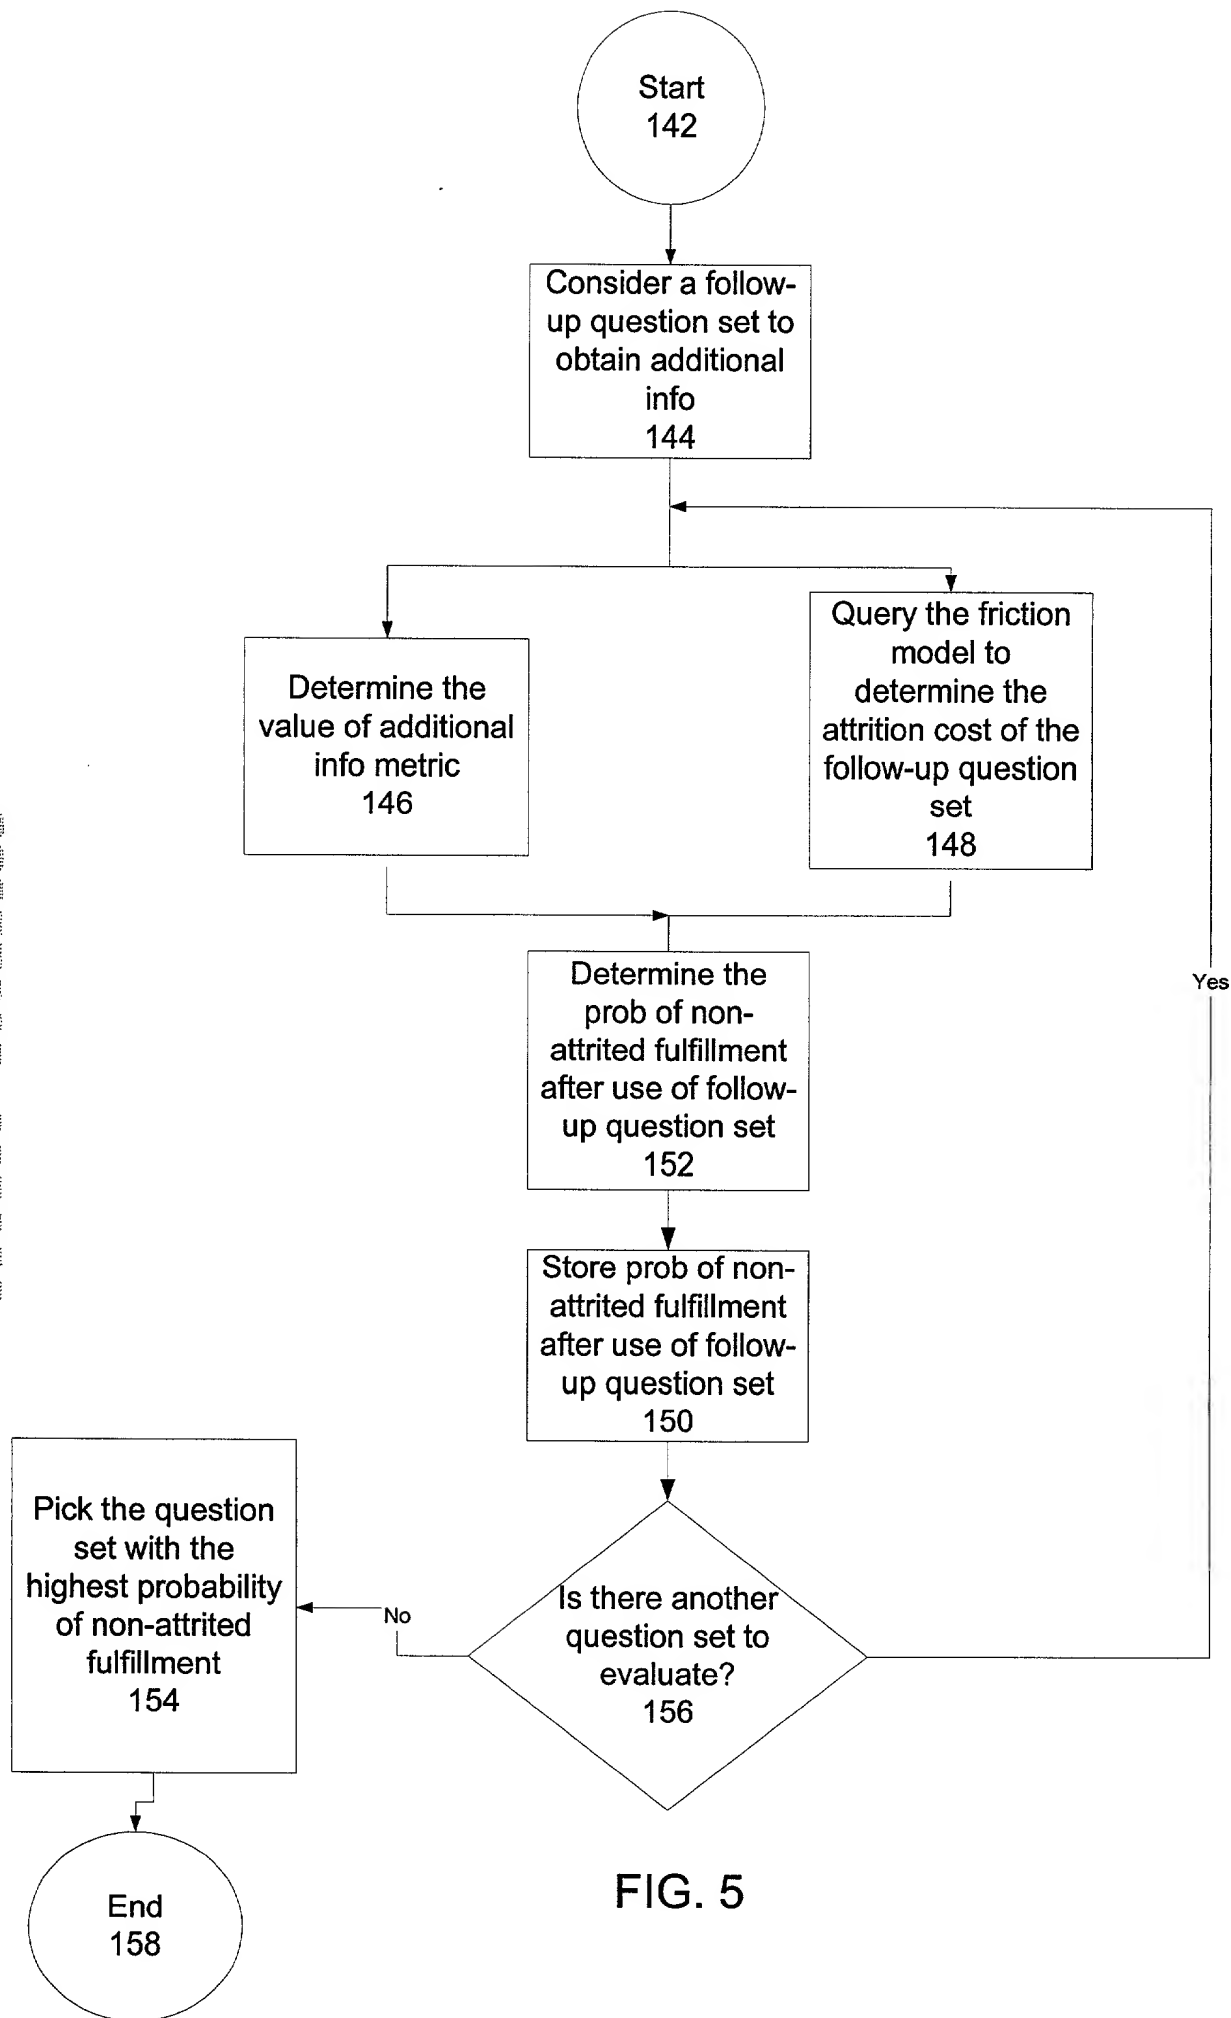 Start
142
Consider a follow-
up question set to
obtain additional
info
144
Determine the
value of additional
info metric
146
Query the friction
model to
determine the
attrition cost of the
follow-up question
set
148
Yes
Determine the
prob of non-
attrited fulfillment
after use of follow-
up question set
152
Store prob of non-
attrited fulfillment
after use of follow-
up question set
150
Pick the question
set with the
highest probability
of non-attrited
fulfillment
154
No
Is there another
question set to
evaluate?
156
End
158
FIG. 5